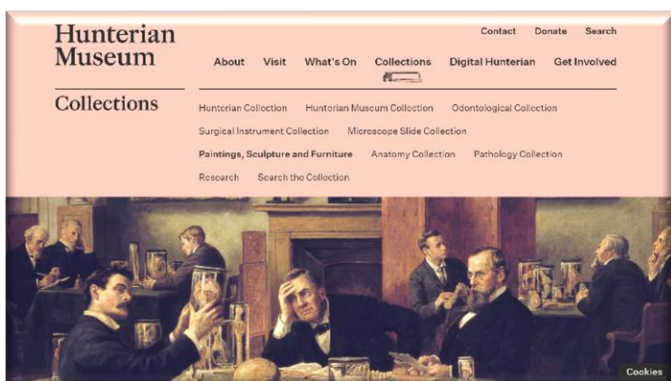 Hunterian
Museum
Contact Donate Search
About Visit What's On Collections Digital Hunterian Get Involved
Collections
Hunterian Collection Hunterian Museum Collection Odontological Collection
Surgical Instrument Collection Microscope Slide Collection
Paintings, Sculpture and Furniture Anatomy Collection Pathology Collection
Research Search the Collection
Cookies